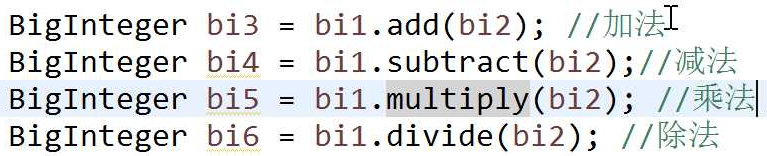 BigInteger bi3 = bi1.add(bi2); //加法
BigInteger bi4 = bi1.subtract(bi2);//减法
BigInteger bi5 = bi1.multiply(bi2); //乘法
BigInteger bi6 = bi1.divide(bi2); //除法